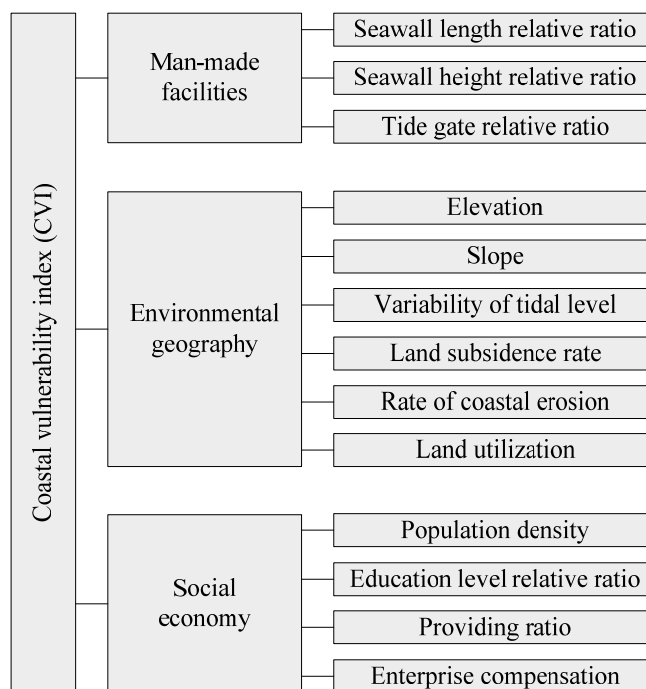 Coastal vulnerability index (CVI)
Man-made
facilities
Seawall length relative ratio
Seawall height relative ratio
Tide gate relative ratio
Environmental
geography
Elevation
Slope
Variability of tidal level
Land subsidence rate
Rate of coastal erosion
Land utilization
Social
economy
Population density
Education level relative ratio
Providing ratio
Enterprise compensation